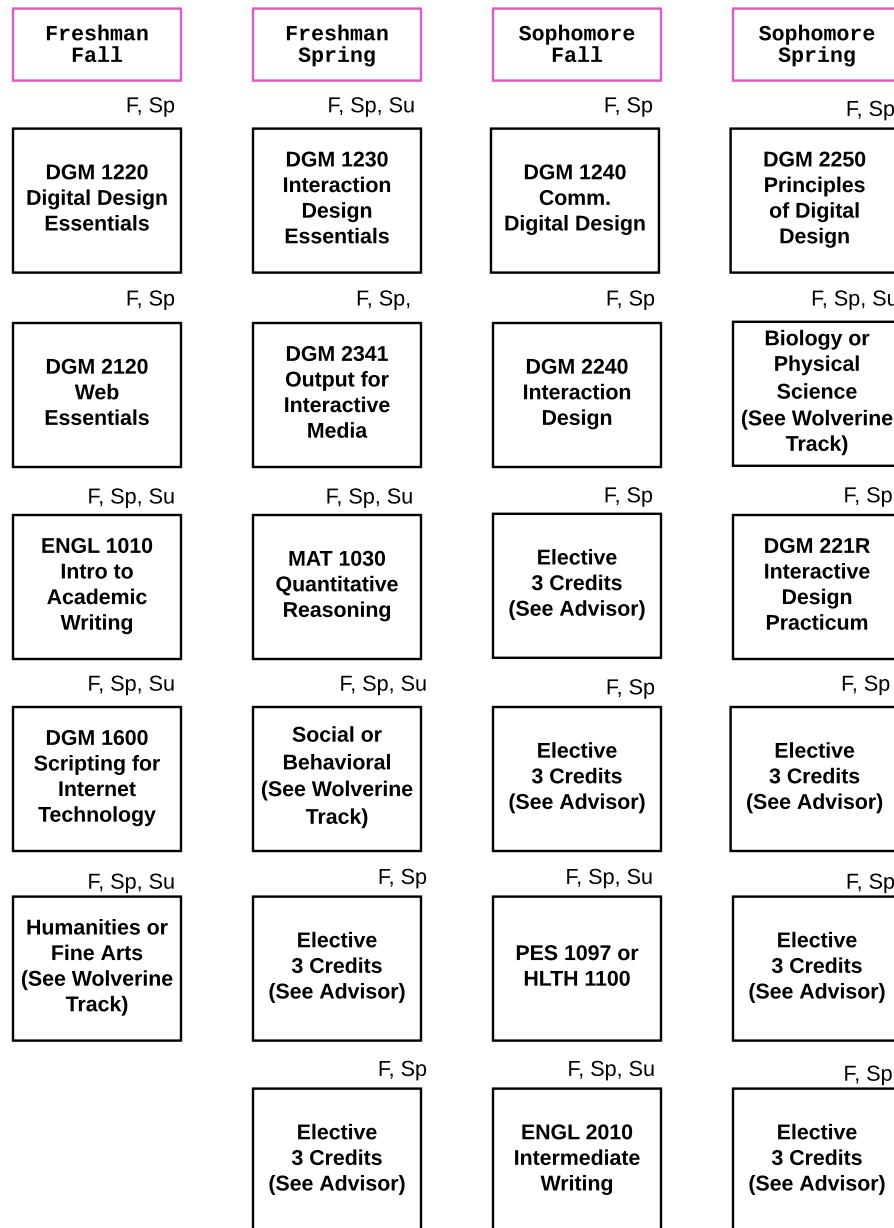 Freshman
Fall
Freshman
Spring
Sophomore
Fall
Sophomore
Spring
F, Sp
F, Sp, Su
F, Sp
F, Sp
DGM 1220
Digital Design
Essentials
DGM 1230
Interaction
Design
Essentials
DGM 1240
Comm.
Digital Design
DGM 2250
Principles
of Digital
Design
F, Sp
F, Sp,
F, Sp
F, Sp, Su
DGM 2120
Web
Essentials
DGM 2341
Output for
Interactive
Media
DGM 2240
Interaction
Design
Biology or
Physical
Science
(See Wolverine
Track)
F, Sp, Su
F, Sp, Su
F, Sp
F, Sp
ENGL 1010
Intro to
Academic
Writing
MAT 1030
Quantitative
Reasoning
Elective
3 Credits
(See Advisor)
DGM 221R
Interactive
Design
Practicum
F, Sp, Su
F, Sp, Su
F, Sp
F, Sp
DGM 1600
Scripting for
Internet
Technology
Social or
Behavioral
(See Wolverine
Track)
Elective
3 Credits
(See Advisor)
Elective
3 Credits
(See Advisor)
F, Sp, Su
F, Sp
F, Sp, Su
F, Sp
Humanities or
Fine Arts
(See Wolverine
Track)
Elective
3 Credits
(See Advisor)
PES 1097 or
HLTH 1100
Elective
3 Credits
(See Advisor)
F, Sp
F, Sp, Su
F, Sp
Elective
3 Credits
(See Advisor)
ENGL 2010
Intermediate
Writing
Elective
3 Credits
(See Advisor)